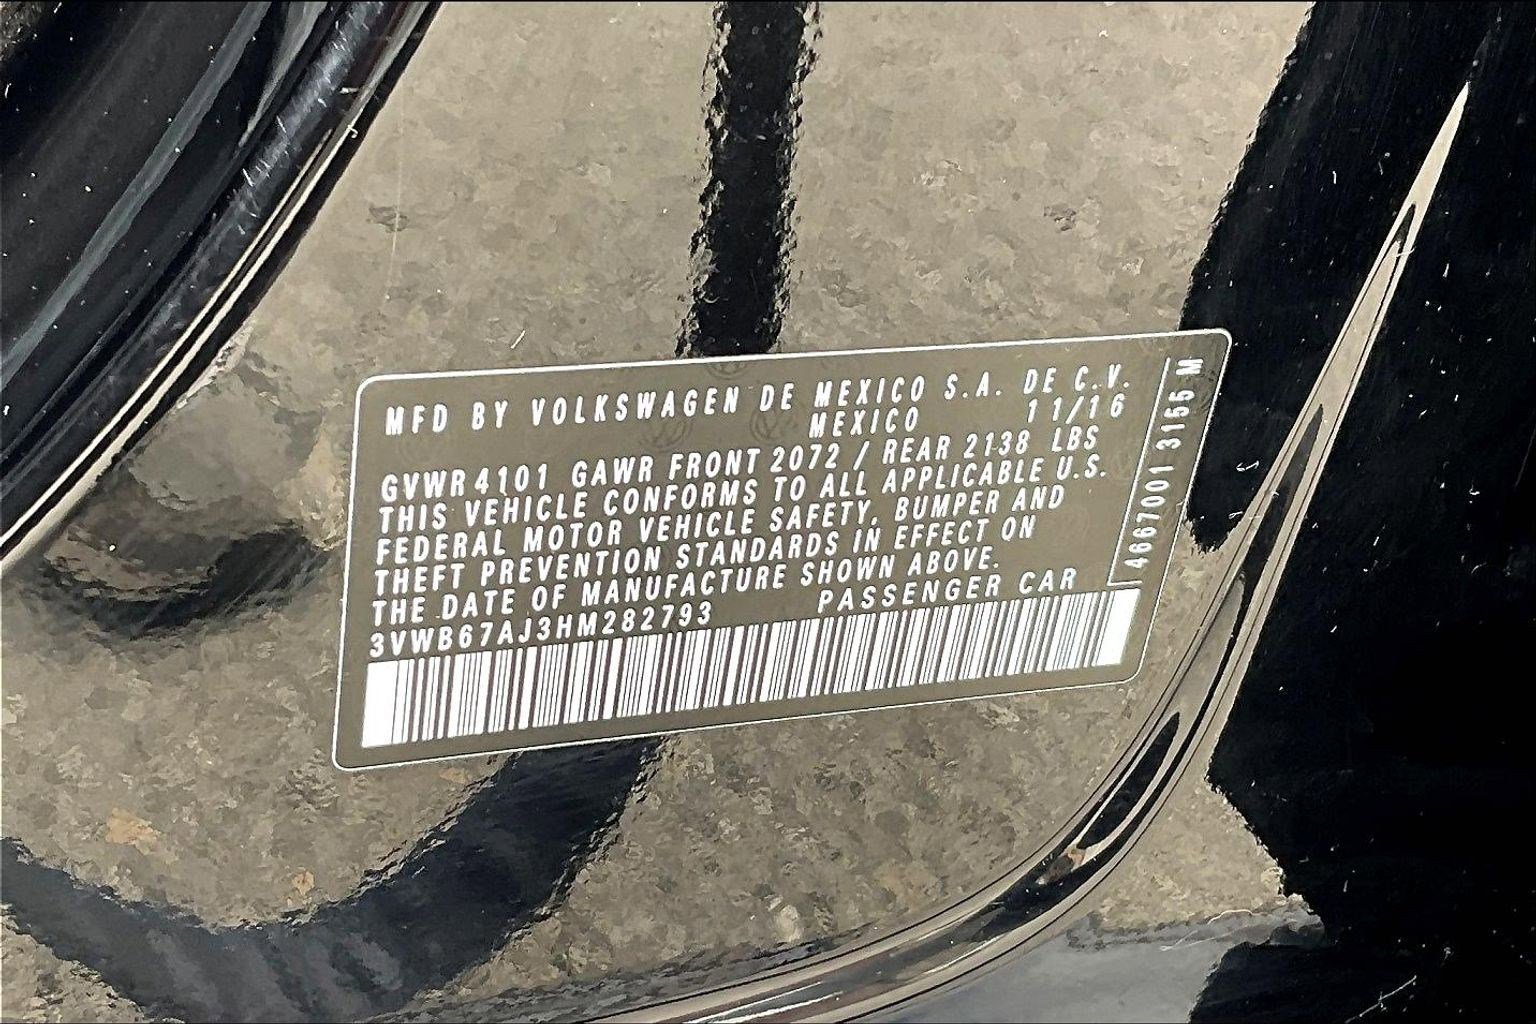 MFD BY VOLKSWAGEN DE MEXICO S.A. DE C.V.
MEXICO 11/16
GVWR 4101 GAWR FRONT 2072 / REAR 2138 LBS
THIS VEHICLE CONFORMS TO ALL APPLICABLE U.S.
FEDERAL MOTOR VEHICLE SAFETY, BUMPER AND
THEFT PREVENTION STANDARDS IN EFFECT ON
THE DATE OF MANUFACTURE SHOWN ABOVE.
3VWB67AJ3HM282793 PASSENGER CAR
4667001 3155 M